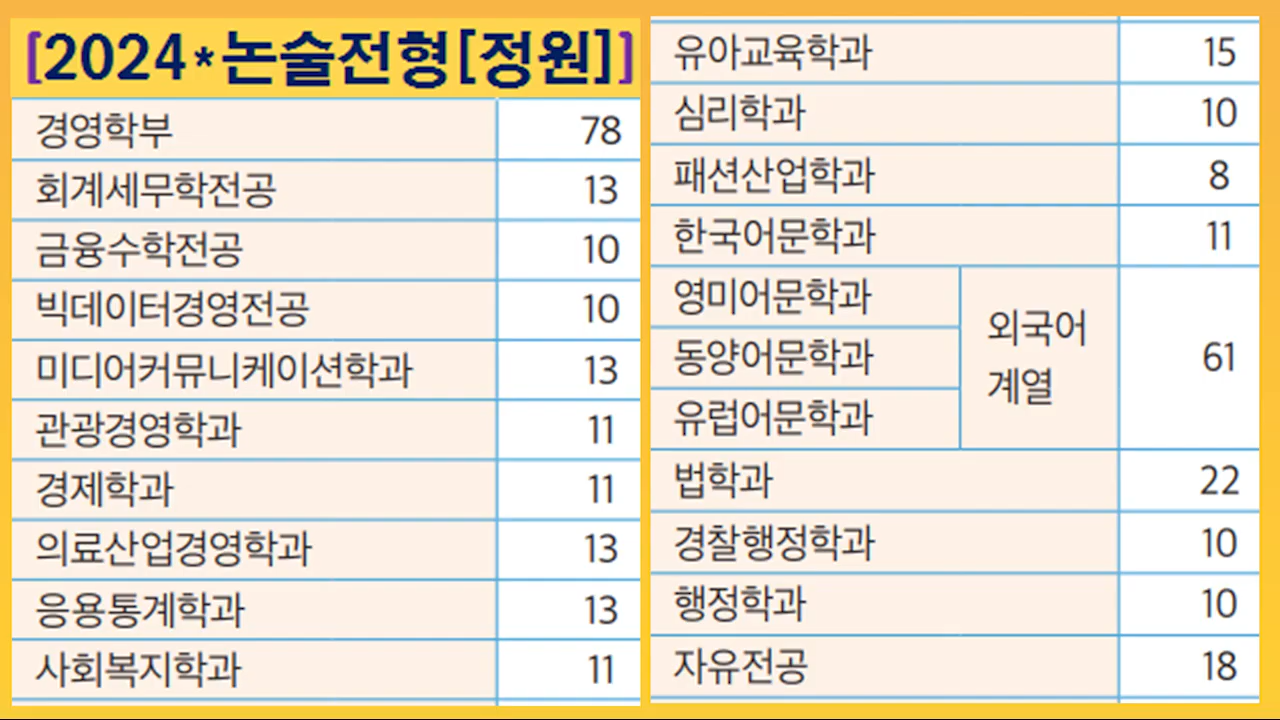 [2024*논술전형[정원]]
경영학부 78
회계세무학전공 13
금융수학전공 10
빅데이터경영전공 10
미디어커뮤니케이션학과 13
관광경영학과 11
경제학과 11
의료산업경영학과 13
응용통계학과 13
사회복지학과 11
유아교육학과 15
심리학과 10
패션산업학과 8
한국어문학과 11
영미어문학과
동양어문학과
유럽어문학과
외국어
계열
61
법학과 22
경찰행정학과 10
행정학과 10
자유전공 18